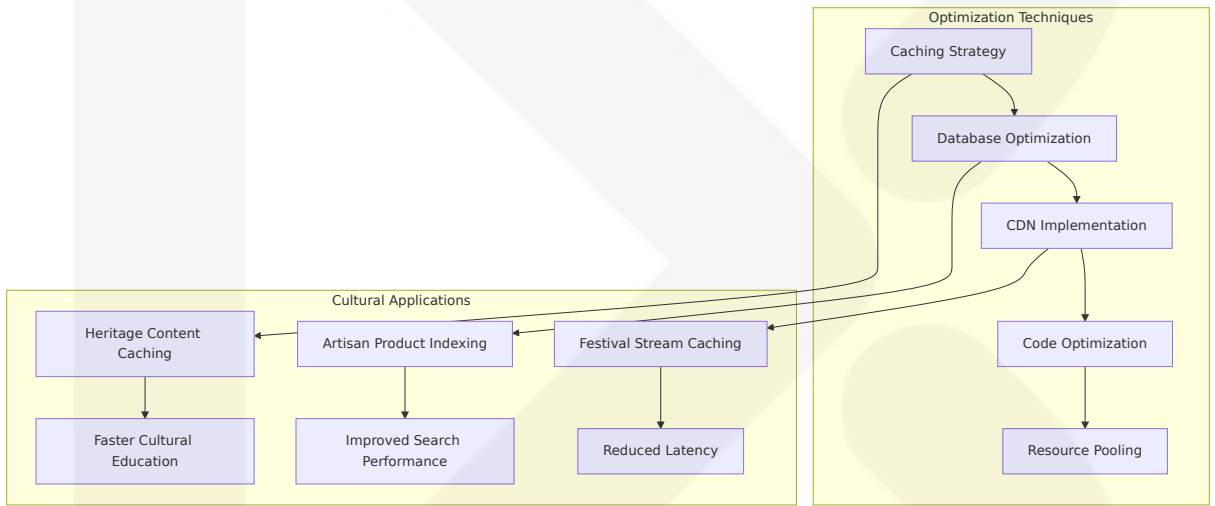 Optimization Techniques
Caching Strategy
Database Optimization
CDN Implementation
Cultural Applications
Heritage Content
Caching
Artisan Product Indexing
Festival Stream Caching
Code Optimization
Faster Cultural
Education
Improved Search
Performance
Reduced Latency
Resource Pooling